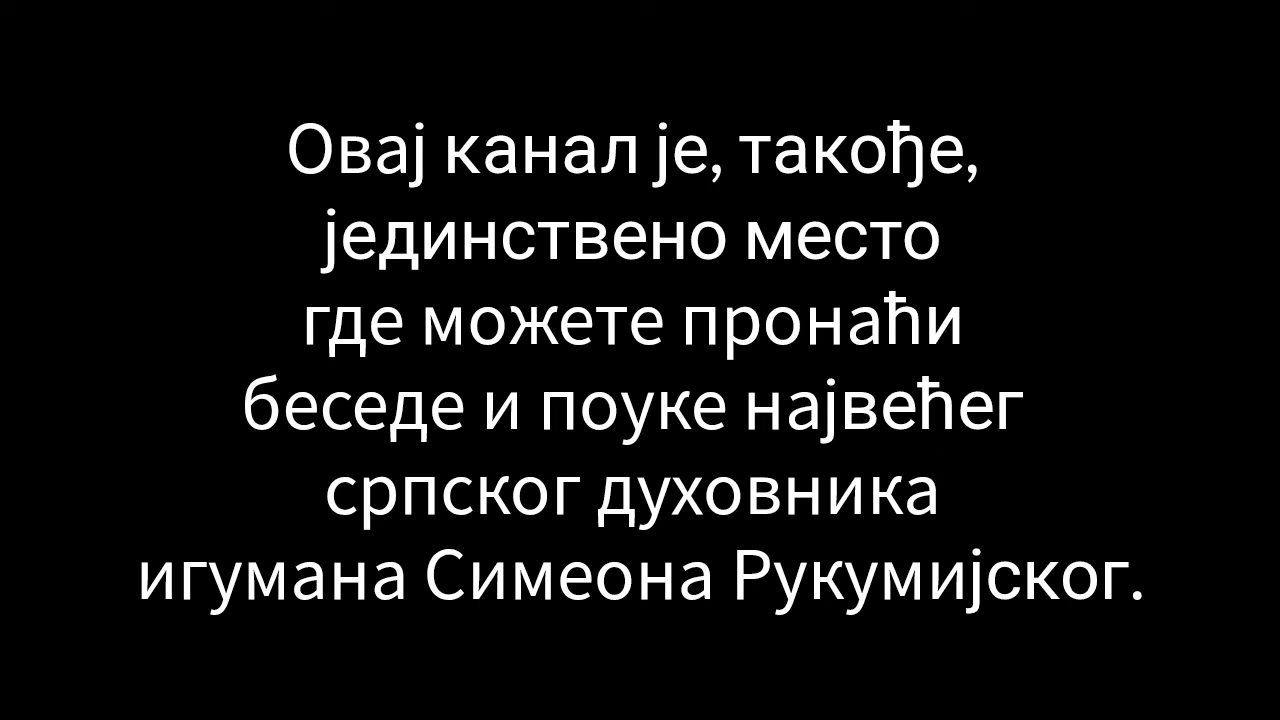 Овај канал је, такође,
јединствено место
где можете пронаћи
беседе и поуке највећег
српског духовника
игумана Симеона Рукумијског.